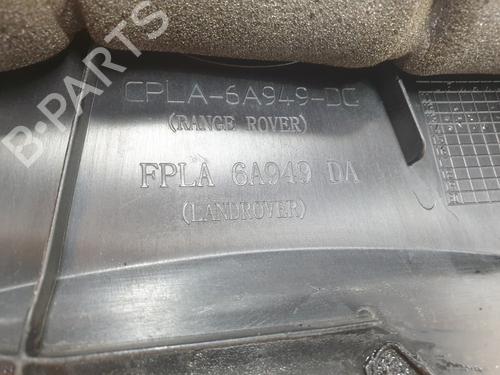 B-PARTS
CPLA-6A949-DC
(RANGE ROVER)
FPLA 6A949 DA
(LANDROVER)